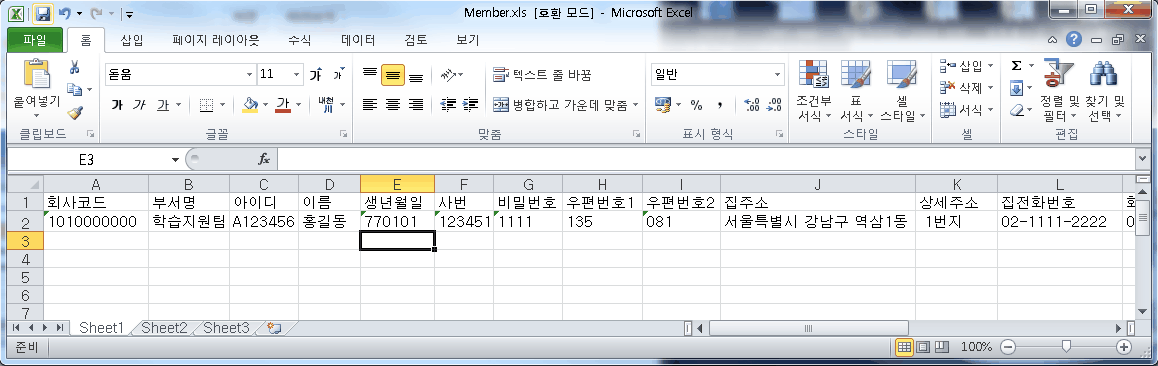 Member.xls [호환 모드] - Microsoft Excel
파일 홈 삽입 페이지 레이아웃 수식 데이터 검토 보기
붙여넣기
클립보드
돋움 11 가 가
가 가 가 가 내천
글꼴
텍스트 줄 바꿈
병합하고 가운데 맞춤
맞춤
일반
% , .00 .0
표시 형식
조건부 서식
표 서식
셀 스타일
스타일
삽입
삭제
서식
셀
Σ
정렬 및 필터
찾기 및 선택
편집
E3 fx
A B C D E F G H I J K L
1 회사코드 부서명 아이디 이름 생년월일 사번 비밀번호 우편번호1 우편번호2 집주소 상세주소 집전화번호
2 1010000000 학습지원팀 A123456 홍길동 770101 123451 1111 135 081 서울특별시 강남구 역삼1동 1번지 02-1111-2222 0
3
4
5
6
7
Sheet1 Sheet2 Sheet3
준비 100%